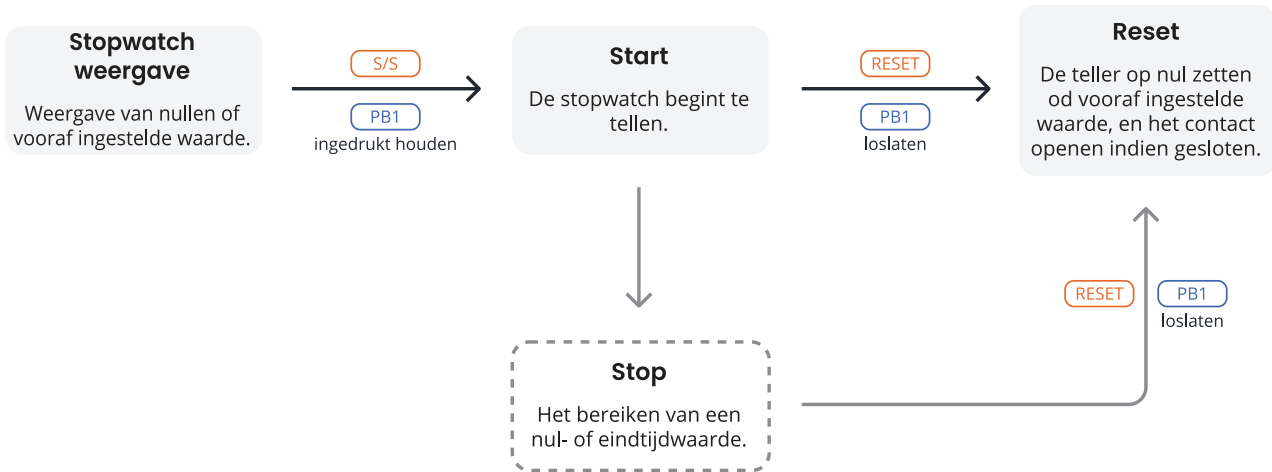 Stopwatch
weergave
Weergave van nullen of
vooraf ingestelde waarde.
S/S
PB1
ingedrukt houden
Start
De stopwatch begint te
tellen.
RESET
PB1
loslaten
Reset
De teller op nul zetten
od vooraf ingestelde
waarde, en het contact
openen indien gesloten.
RESET
PB1
loslaten
Stop
Het bereiken van een
nul- of eindtijdwaarde.